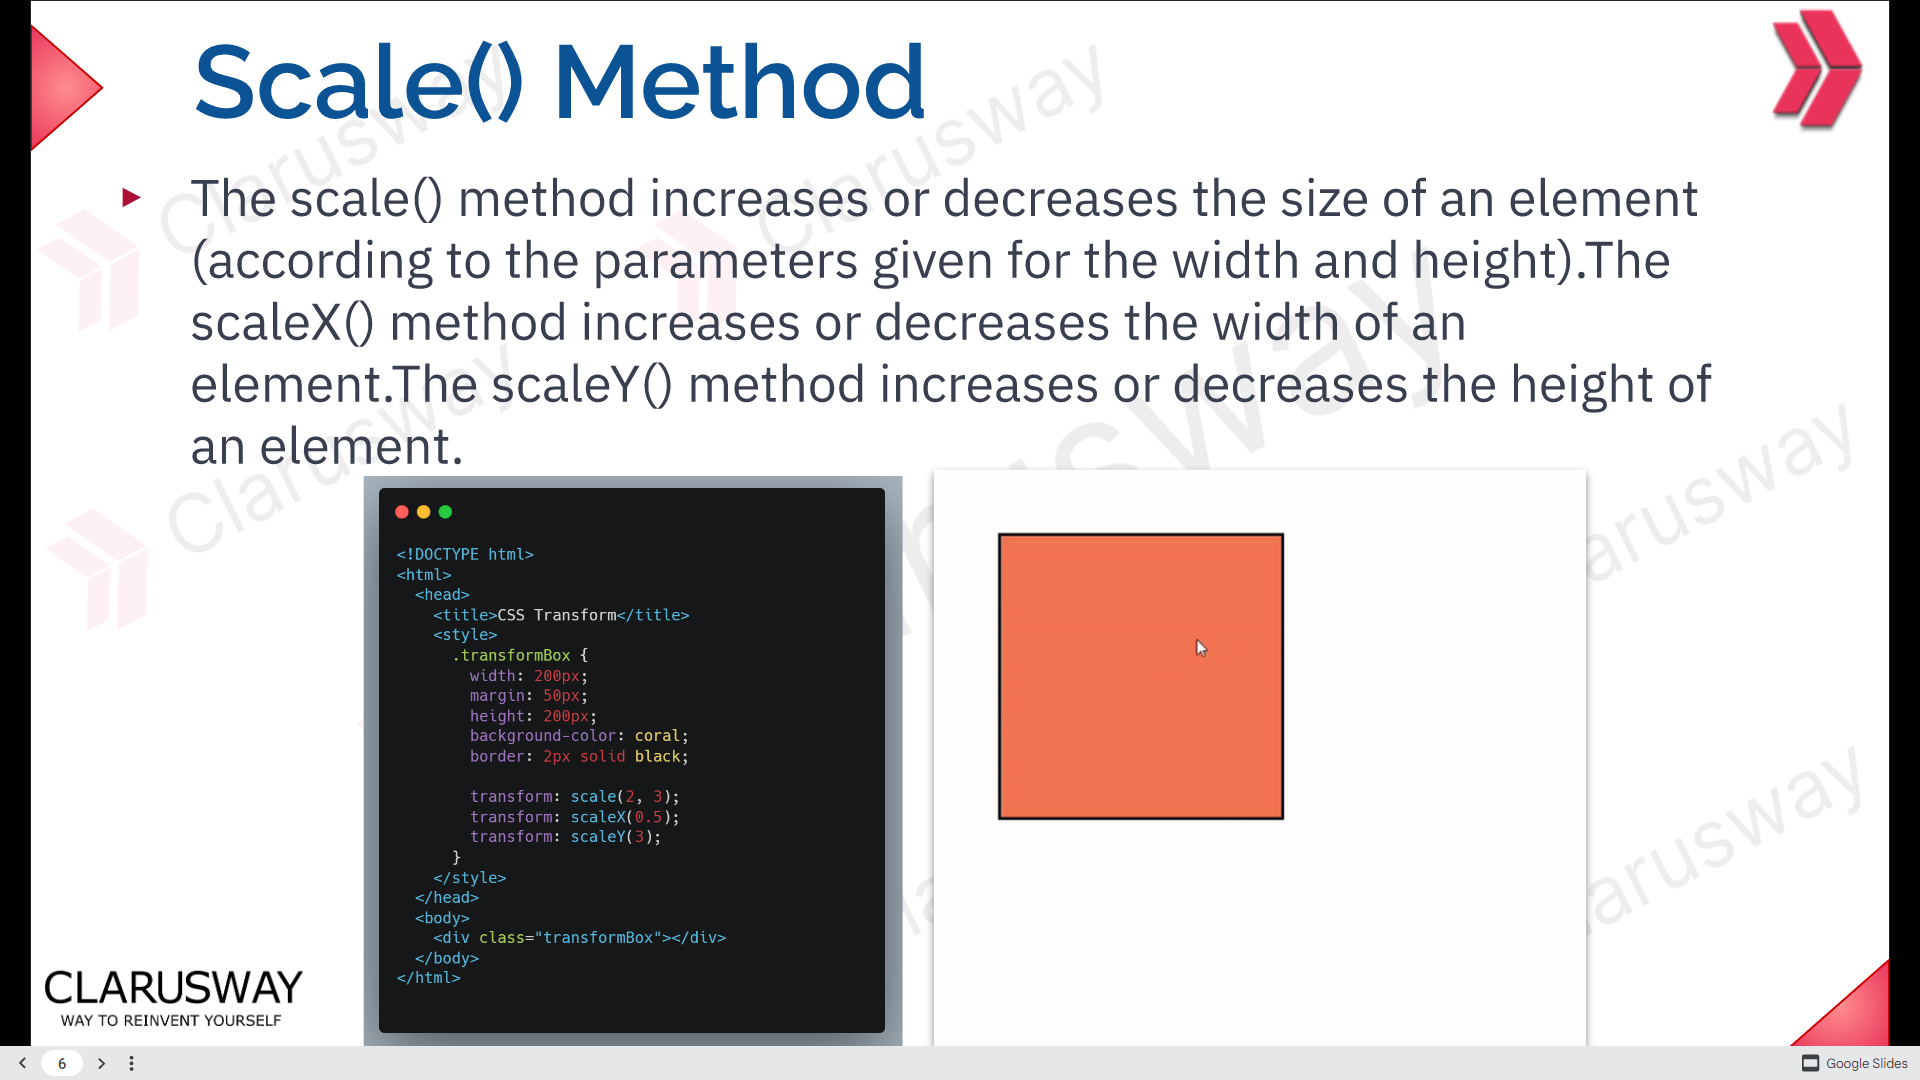 Scale() Method
The scale() method increases or decreases the size of an element
(according to the parameters given for the width and height).The
scaleX() method increases or decreases the width of an
element.The scaleY() method increases or decreases the height of
an element.
<!DOCTYPE html>
<html>
<head>
<title>CSS Transform</title>
<style>
.transformBox {
width: 200px;
margin: 50px;
height: 200px;
background-color: coral;
border: 2px solid black;
transform: scale(2, 3);
transform: scaleX(0.5);
transform: scaleY(3);
}
</style>
</head>
<body>
<div class="transformBox"></div>
</body>
</html>
CLARUSWAY
WAY TO REINVENT YOURSELF
Clarusway
Clarusway
Clarusway
larusway
larusway
6
Google Slides